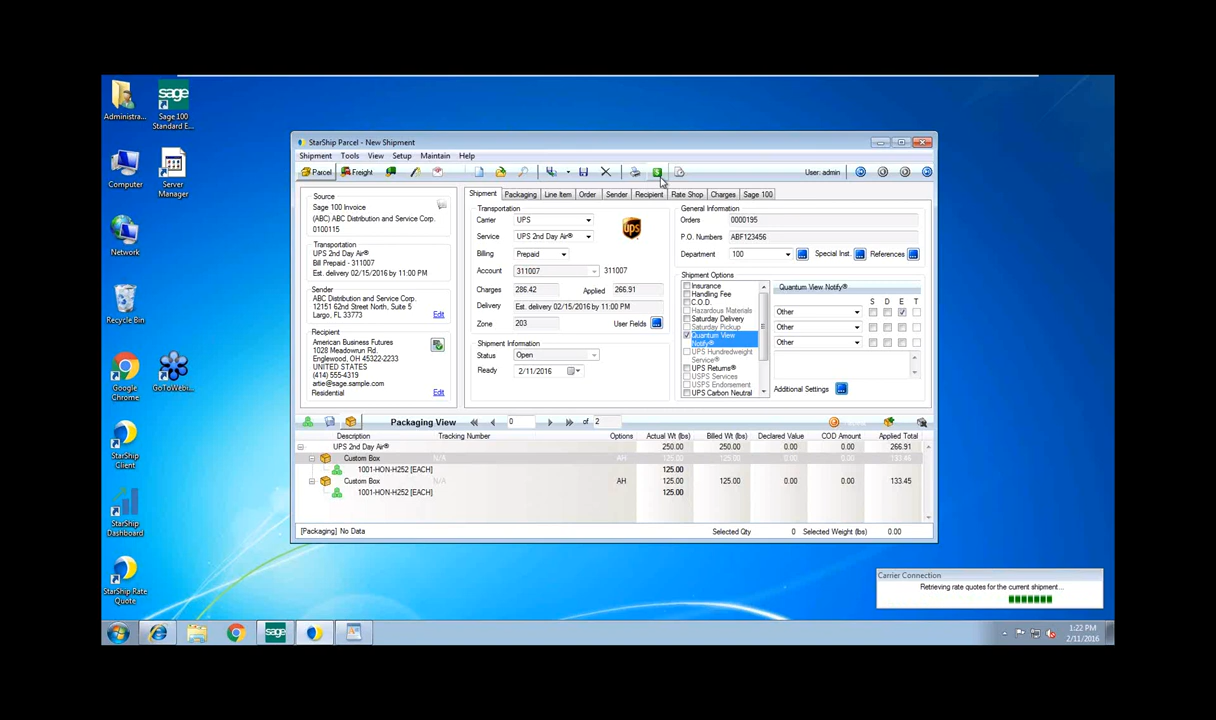 Administra...
sage
Sage 100
Standard E...
Computer
Server
Manager
Network
Recycle Bin
Google
Chrome
GoToWebi...
StarShip
Client
StarShip
Dashboard
StarShip Rate
Quote
StarShip Parcel - New Shipment
Shipment Tools View Setup Maintain Help
Parcel Freight User: admin
Source
Sage 100 Invoice
(ABC) ABC Distribution and Service Corp.
0100115
Transportation
UPS 2nd Day Air®
Bill Prepaid - 311007
Est. delivery 02/15/2016 by 11:00 PM
Sender
ABC Distribution and Service Corp.
12151 62nd Street North, Suite 5
Largo, FL 33773
Edit
Recipient
American Business Futures
1028 Meadowrun Rd.
Englewood, OH 45322-2233
UNITED STATES
(414) 555-4319
artie@sage.sample.com
Residential Edit
Shipment Packaging Line Item Order Sender Recipient Rate Shop Charges Sage 100
Transportation
Carrier UPS
Service UPS 2nd Day Air®
Billing Prepaid
Account 311007 311007
Charges 286.42 Applied 266.91
Delivery Est. delivery 02/15/2016 by 11:00 PM
Zone 203 User Fields
Shipment Information
Status Open
Ready 2/11/2016
ups
General Information
Orders 0000195
P.O. Numbers ABF123456
Department 100 Special Inst. References
Shipment Options
Insurance
Handling Fee
C.O.D.
Hazardous Materials
Saturday Delivery
Saturday Pickup
Quantum View
Notify®
UPS Hundredweight
Service®
UPS Returns®
USPS Services
USPS Endorsement
UPS Carbon Neutral
Quantum View Notify®
S D E T
Other
Other
Other
Additional Settings
Packaging View 0 of 2
Description Tracking Number Options Actual Wt (lbs) Billed Wt (lbs) Declared Value COD Amount Applied Total
UPS 2nd Day Air® 250.00 250.00 0.00 0.00 266.91
Custom Box N/A AH 125.00 125.00 0.00 0.00 133.46
1001-HON-H252 [EACH] 125.00
Custom Box N/A AH 125.00 125.00 0.00 0.00 133.45
1001-HON-H252 [EACH] 125.00
[Packaging] No Data Selected Qty 0 Selected Weight (lbs) 0.00
Carrier Connection
Retrieving rate quotes for the current shipment...
sage
1:22 PM
2/11/2016